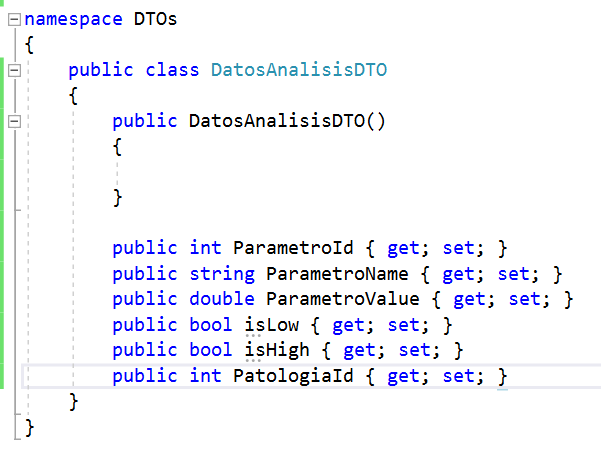 namespace DTOs
{
    public class DatosAnalisisDTO
    {
        public DatosAnalisisDTO()
        {

        }

        public int ParametroId { get; set; }
        public string ParametroName { get; set; }
        public double ParametroValue { get; set; }
        public bool isLow { get; set; }
        public bool isHigh { get; set; }
        public int PatologiaId { get; set; }
    }
}